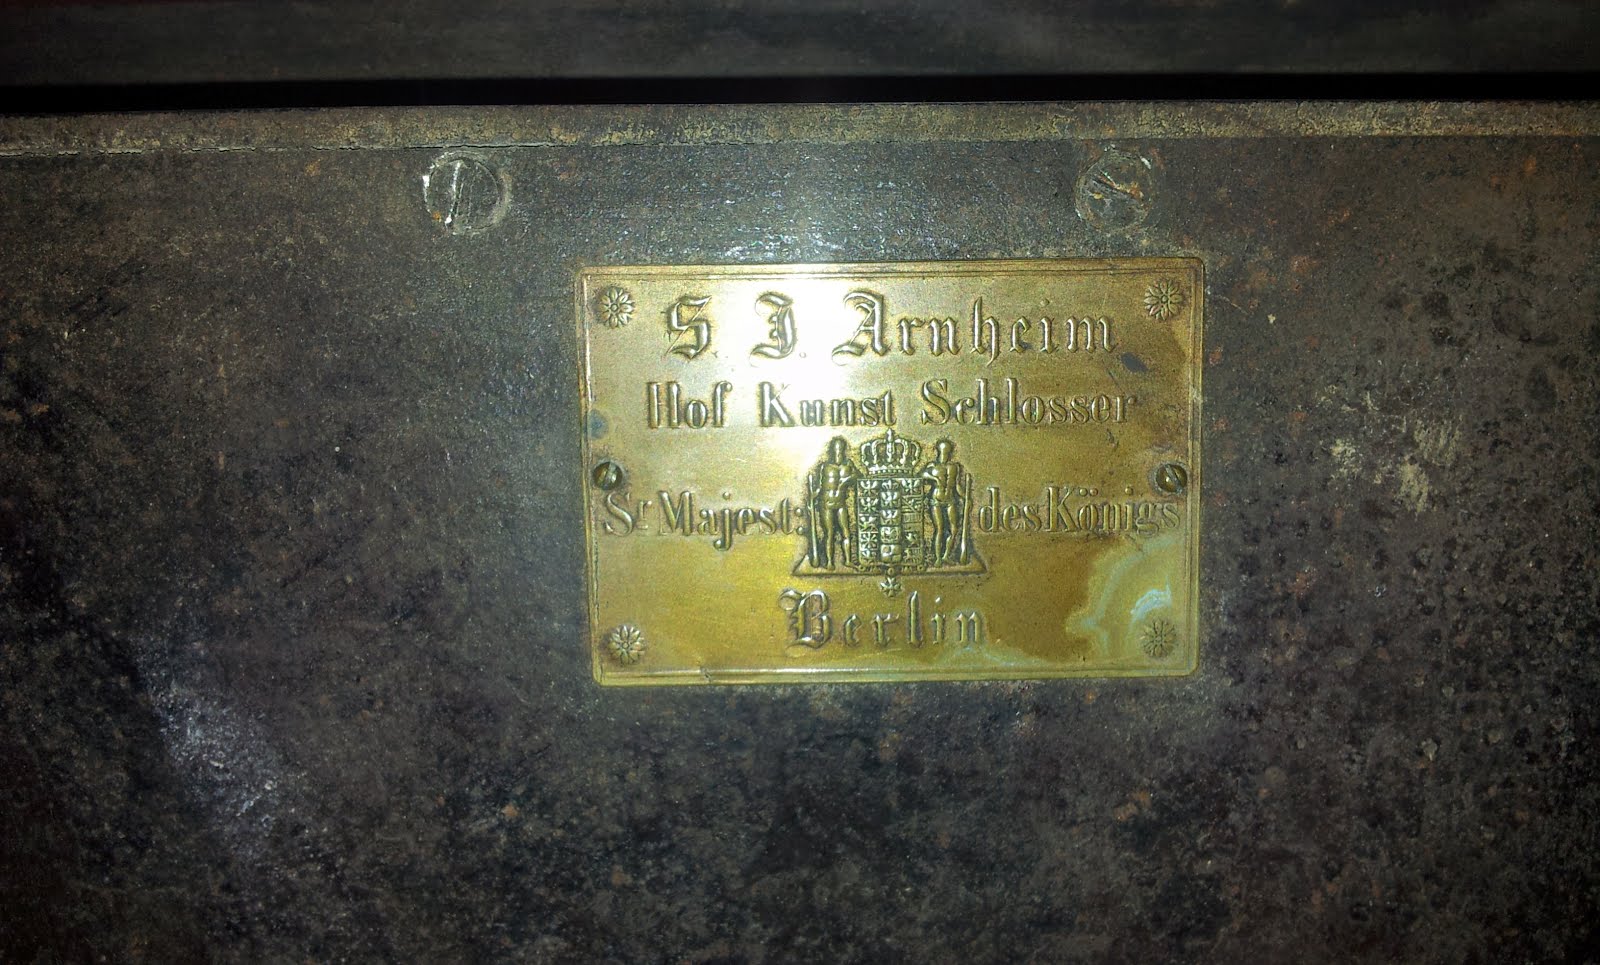 S. J. Arnheim
Hof Kunst Schlosser
Sr Majest: des Königs
Berlin.